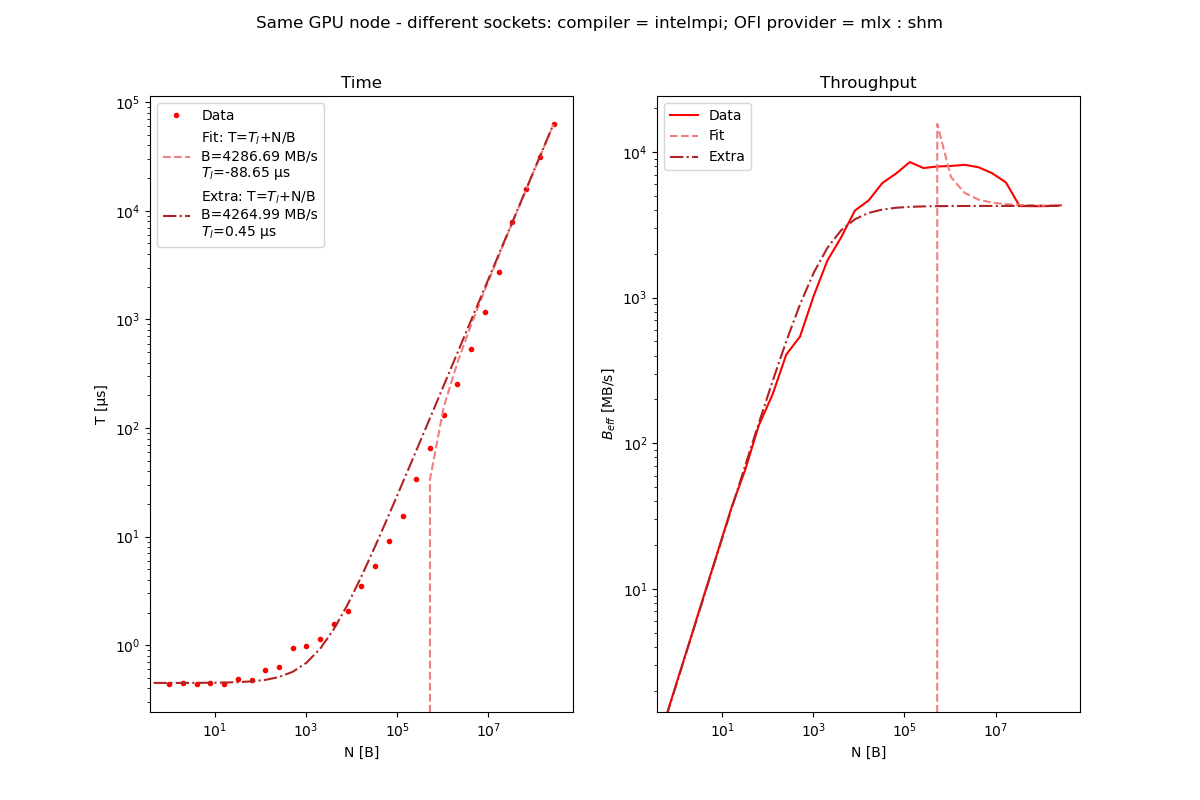 Same GPU node - different sockets: compiler = intelmpi; OFI provider = mlx : shm
Time
Data
Fit: T=T_l+N/B
B=4286.69 MB/s
T_l=-88.65 µs
Extra: T=T_l+N/B
B=4264.99 MB/s
T_l=0.45 µs
T [µs]
10^5
10^4
10^3
10^2
10^1
10^0
10^1
10^3
10^5
10^7
N [B]
Throughput
Data
Fit
Extra
B_eff [MB/s]
10^4
10^3
10^2
10^1
10^1
10^3
10^5
10^7
N [B]